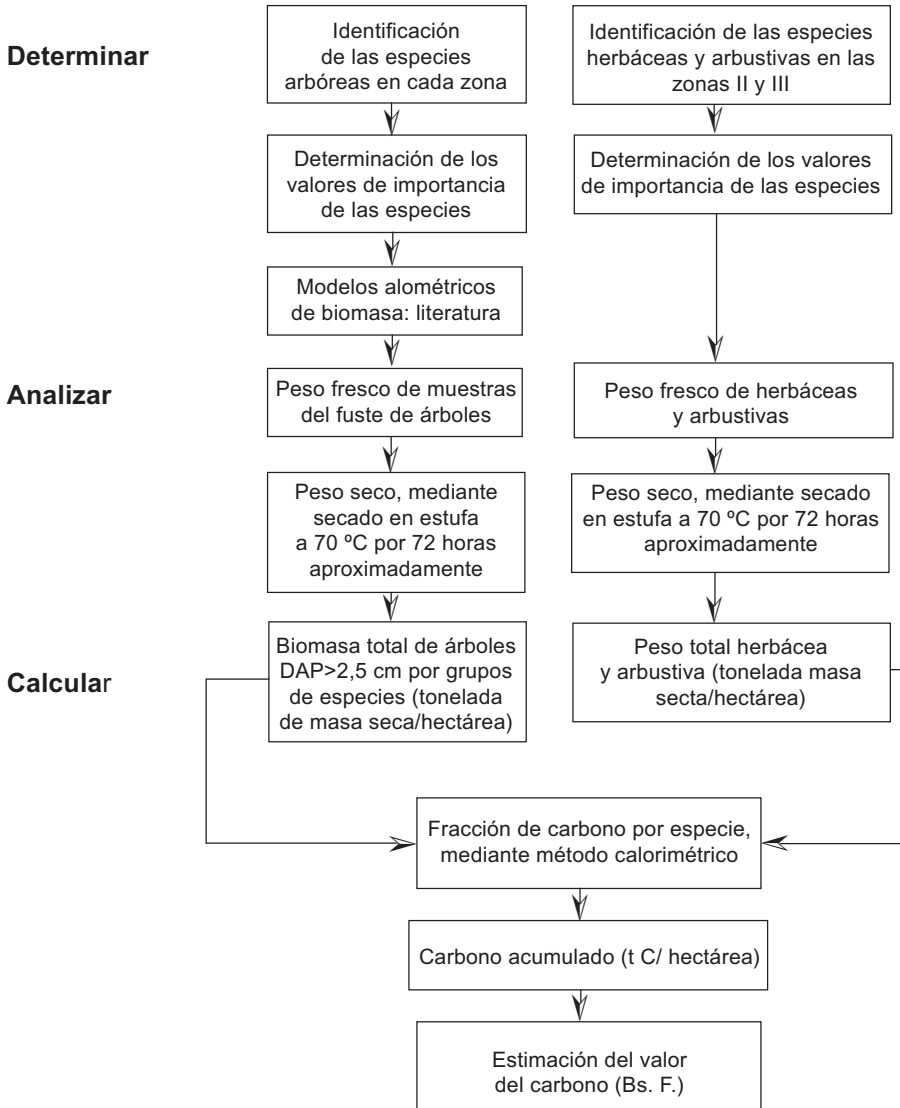 Determinar
Identificación
de las especies
arbóreas en cada zona
Identificación de las especies
herbáceas y arbustivas en las
zonas II y III
Determinación de los
valores de importancia
de las especies
Determinación de los valores
de importancia de las especies
Modelos alométricos
de biomasa: literatura
Analizar
Peso fresco de muestras
del fuste de árboles
Peso fresco de herbáceas
y arbustivas
Peso seco, mediante
secado en estufa
a 70 ºC por 72 horas
aproximadamente
Peso seco, mediante secado
en estufa a 70 ºC por 72 horas
aproximadamente
Calcular
Biomasa total de árboles
DAP>2,5 cm por grupos
de especies (tonelada
de masa seca/hectárea)
Peso total herbácea
y arbustiva (tonelada masa
secta/hectárea)
Fracción de carbono por especie,
mediante método calorimétrico
Carbono acumulado (t C/ hectárea)
Estimación del valor
del carbono (Bs. F.)